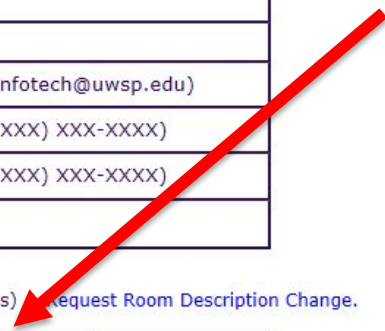 nfotech@uwsp.edu)
XXX) XXX-XXXX)
XXX) XXX-XXXX)
s) Request Room Description Change.